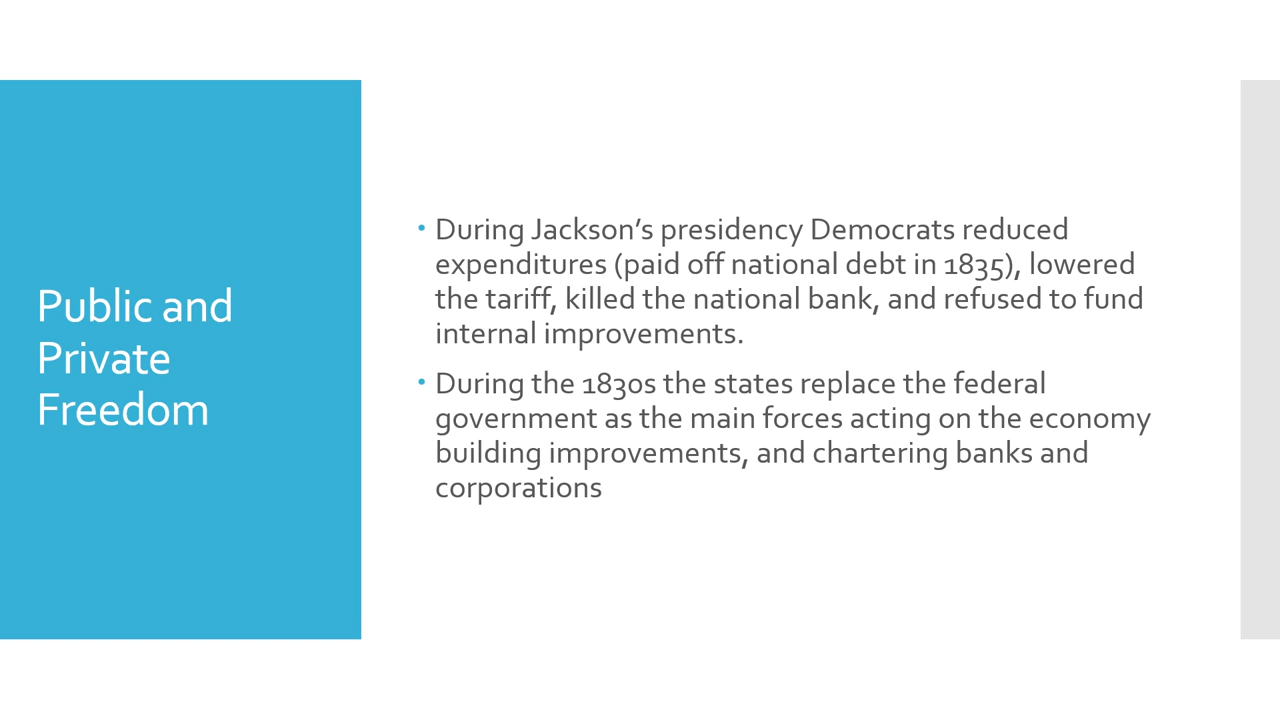 Public and
Private
Freedom
• During Jackson’s presidency Democrats reduced
expenditures (paid off national debt in 1835), lowered
the tariff, killed the national bank, and refused to fund
internal improvements.
• During the 1830s the states replace the federal
government as the main forces acting on the economy
building improvements, and chartering banks and
corporations